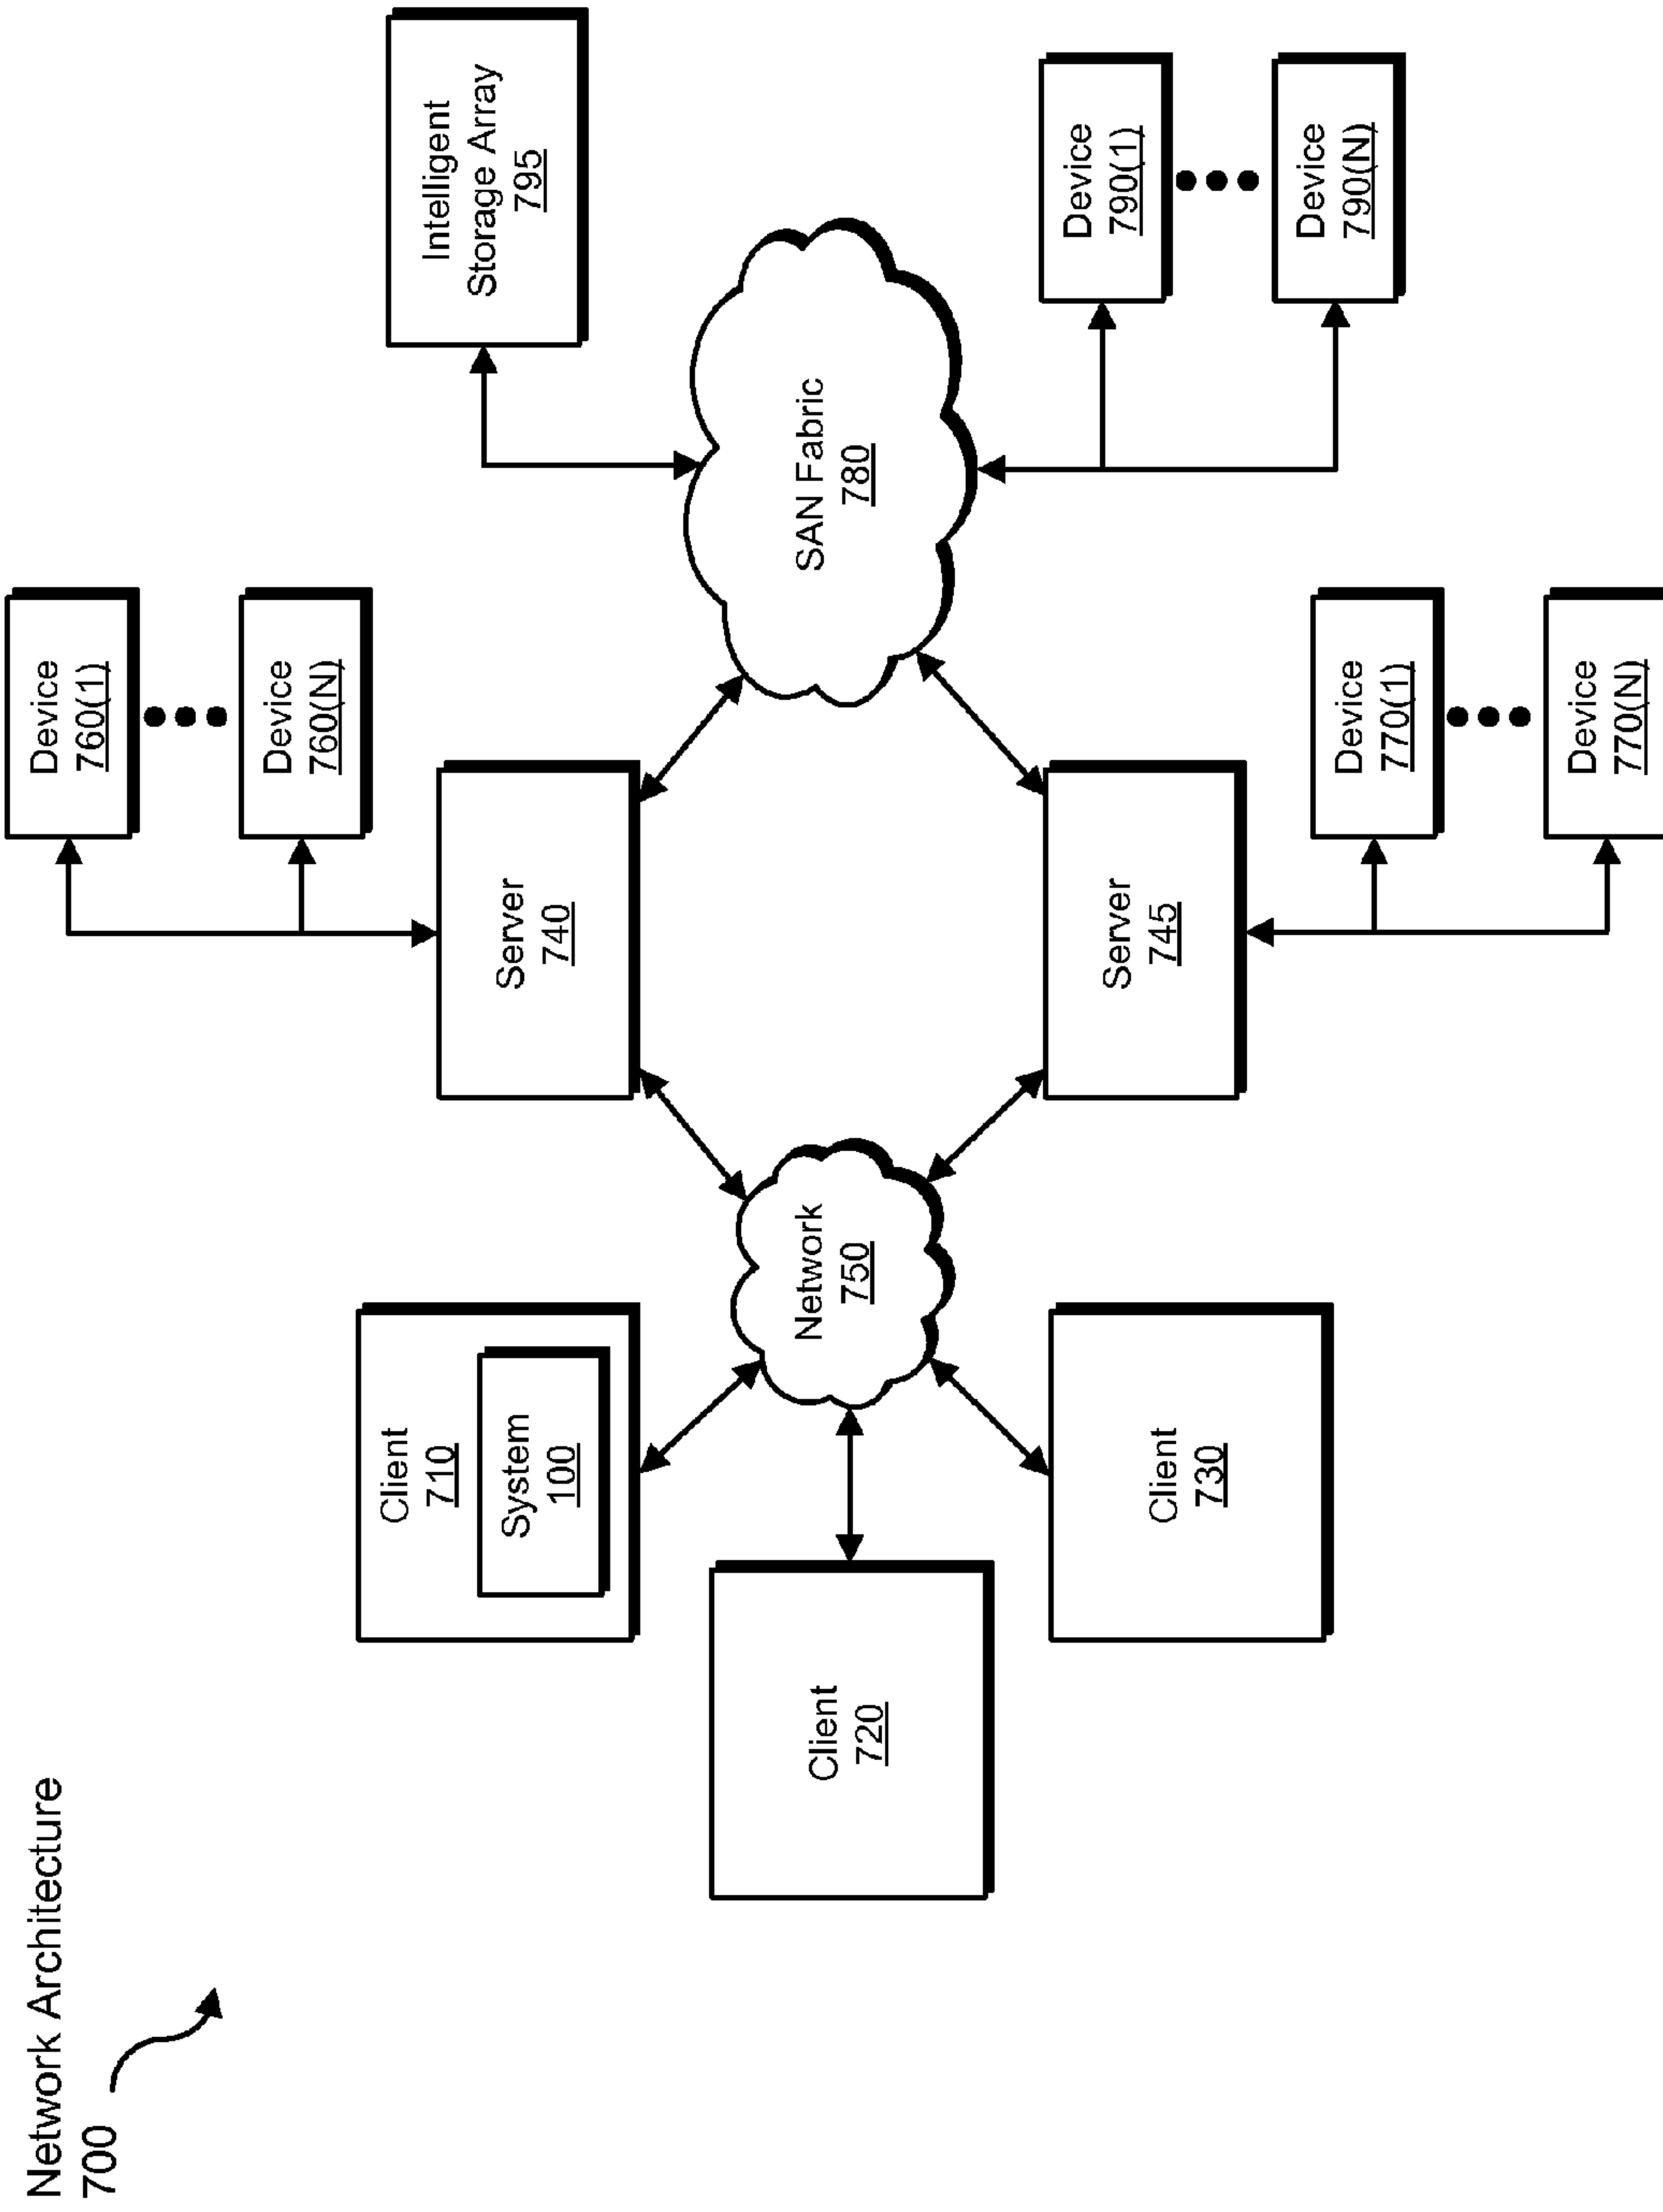 Network Architecture
700
Device
760(1)
Device
760(N)
Intelligent
Storage Array
795
Client
710
System
100
Server
740
Client
720
Network
750
SAN Fabric
780
Client
730
Server
745
Device
790(1)
Device
790(N)
Device
770(1)
Device
770(N)